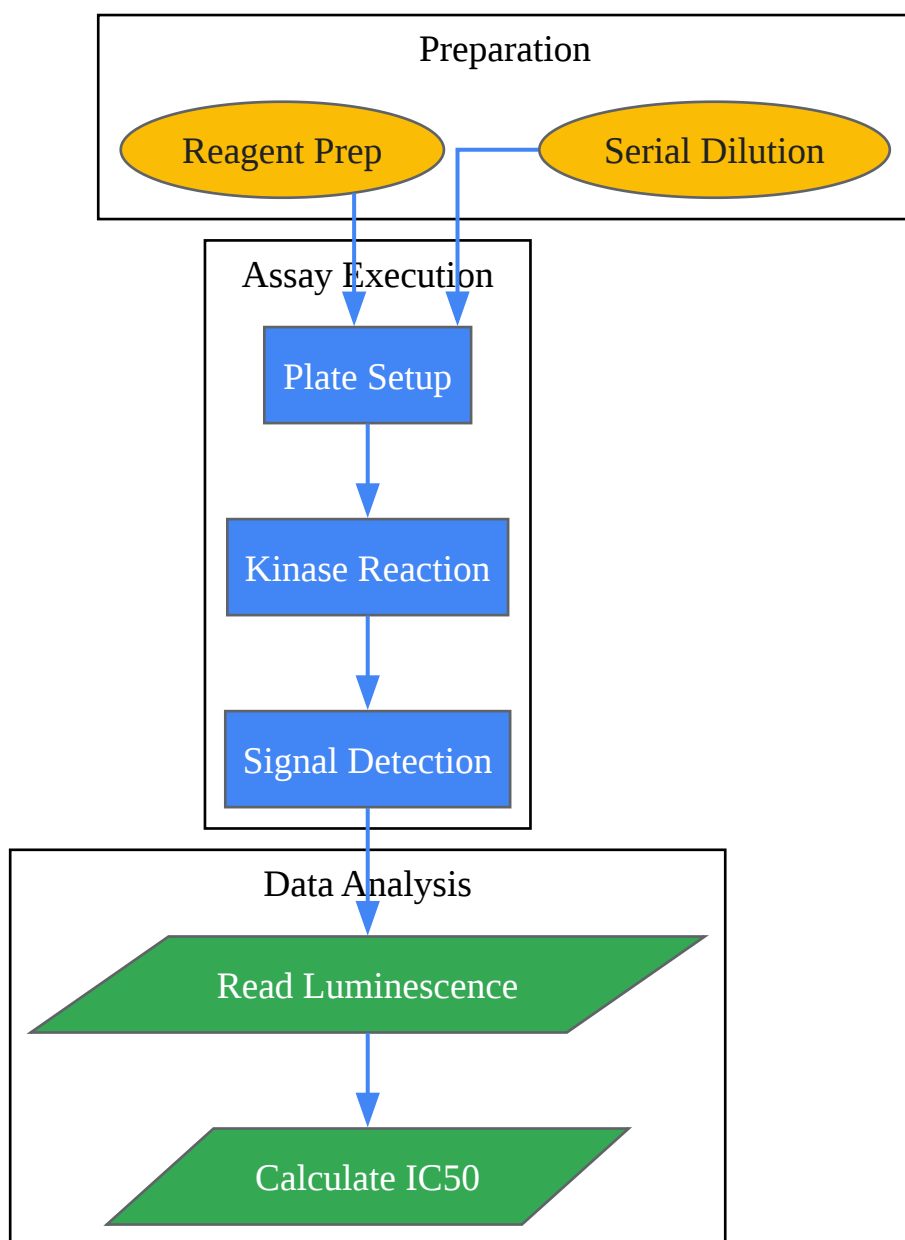 Preparation
Reagent Prep
Serial Dilution
Assay Execution
Plate Setup
Kinase Reaction
Signal Detection
Data Analysis
Read Luminescence
Calculate IC50